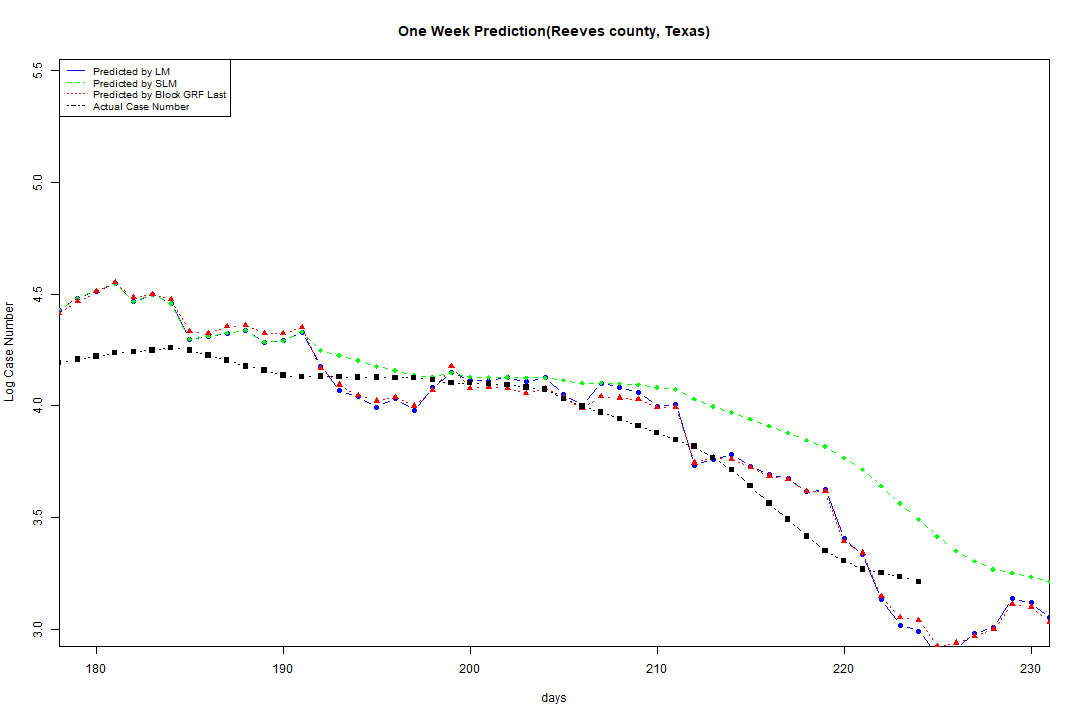 One Week Prediction(Reeves county, Texas)
Predicted by LM
Predicted by SLM
Predicted by Block GRF Last
Actual Case Number
Log Case Number
5.5
5.0
4.5
4.0
3.5
3.0
180 190 200 210 220 230
days